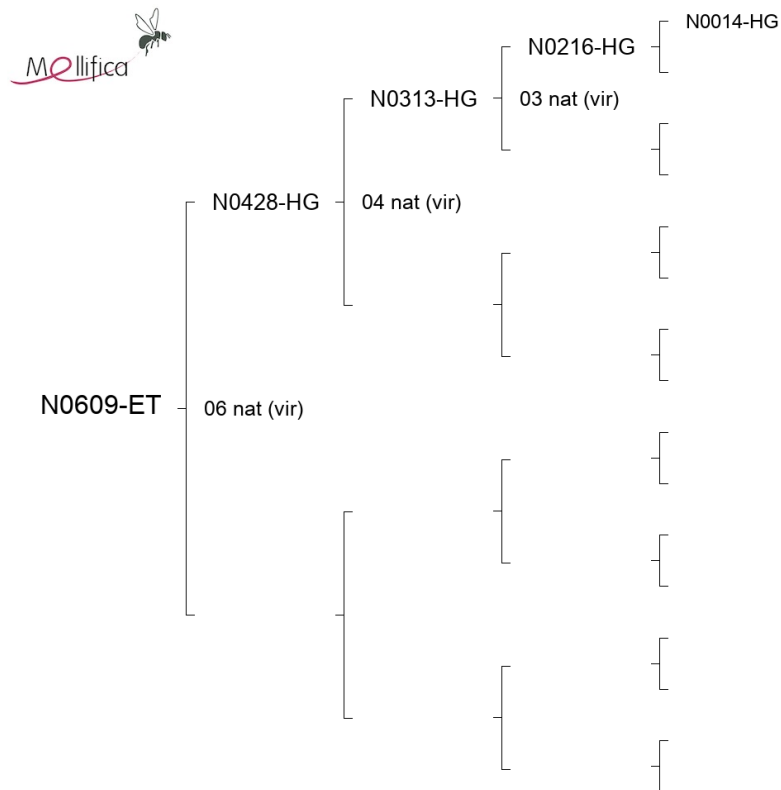 Mellifica
N0014-HG
N0216-HG
N0313-HG
03 nat (vir)
N0428-HG
04 nat (vir)
N0609-ET
06 nat (vir)